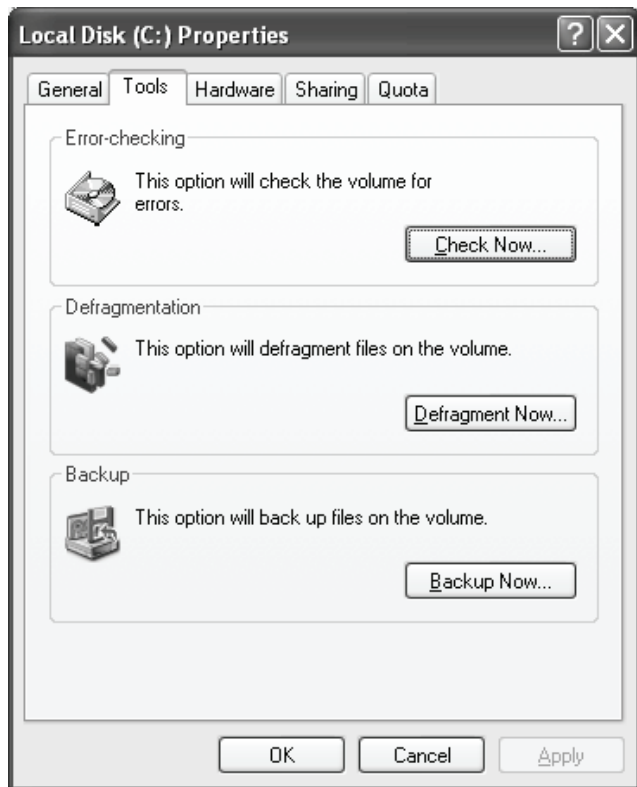 Local Disk (C:) Properties
General Tools Hardware Sharing Quota
Error-checking
This option will check the volume for
errors.
Check Now...
Defragmentation
This option will defragment files on the volume.
Defragment Now...
Backup
This option will back up files on the volume.
Backup Now...
OK Cancel Apply